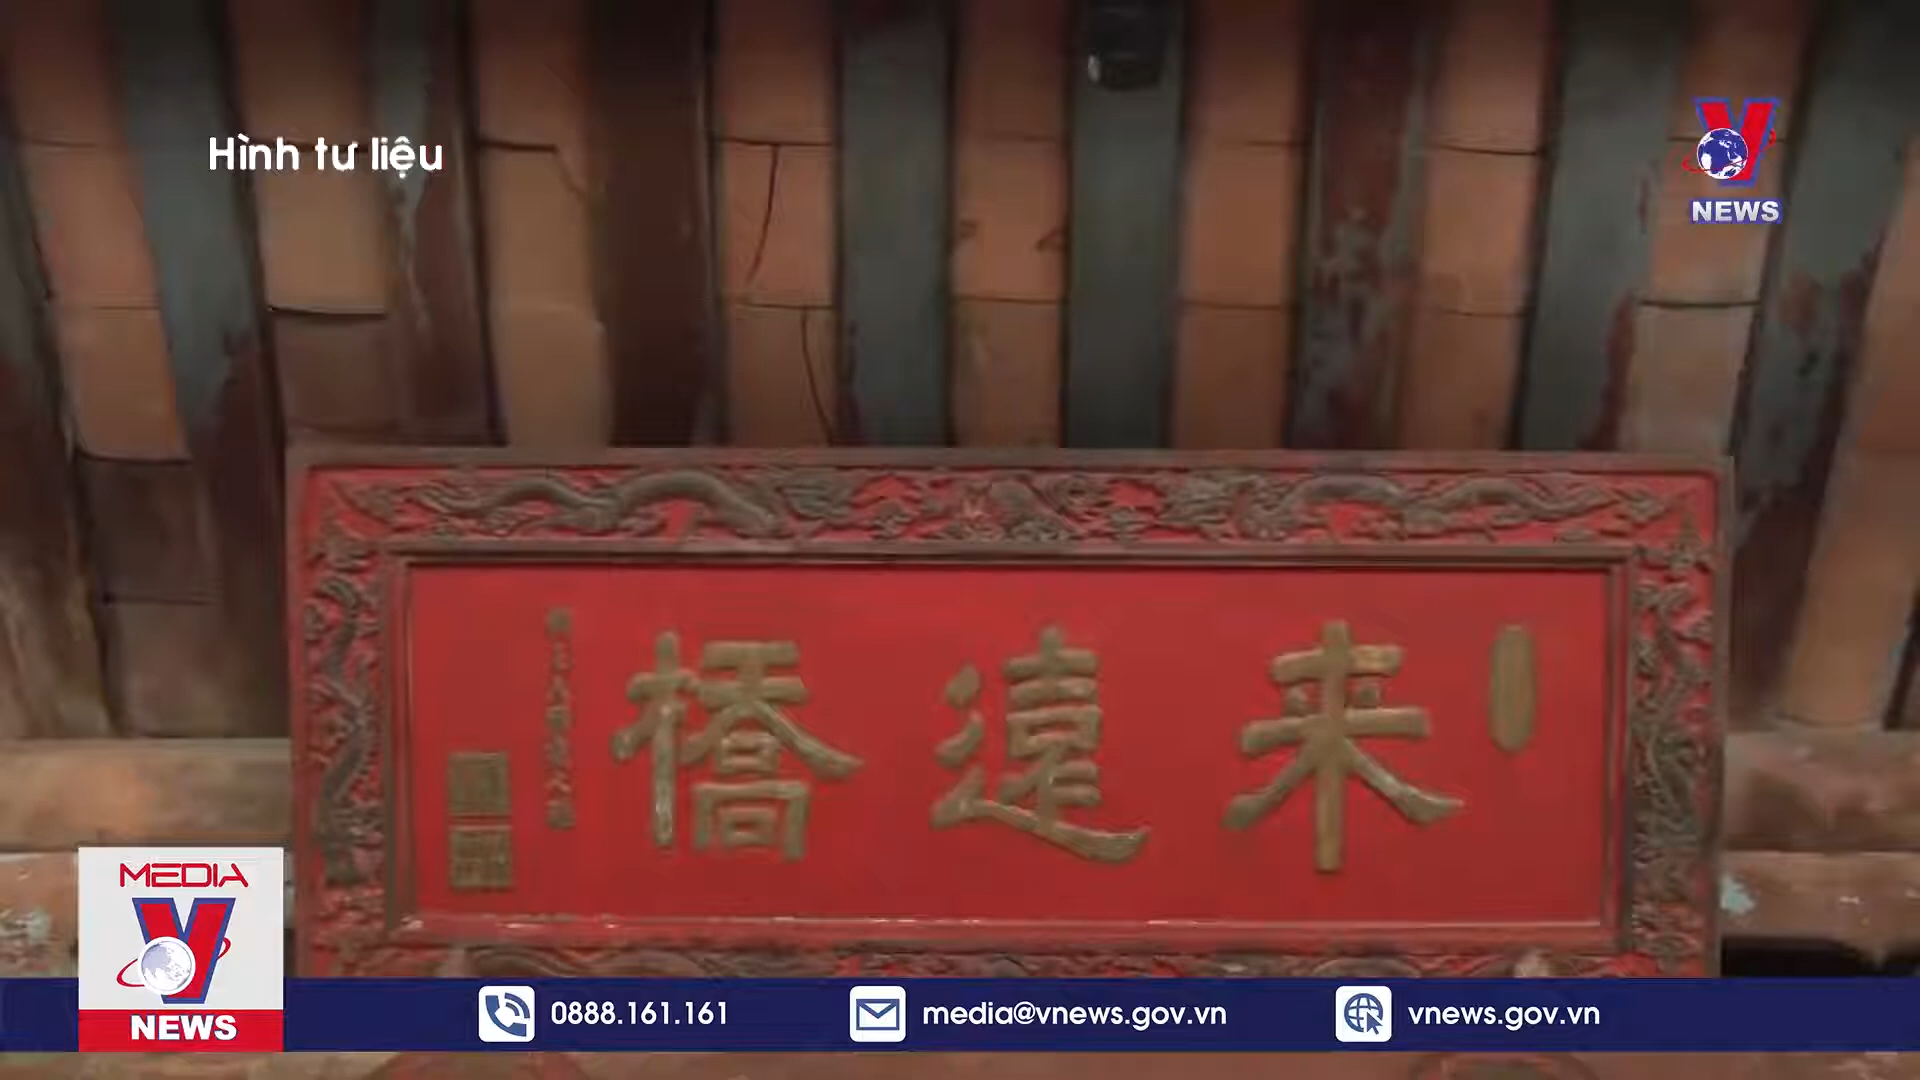 Hình tư liệu
V
NEWS
來遠橋
MEDIA
V
NEWS
0888.161.161
media@vnews.gov.vn
vnews.gov.vn